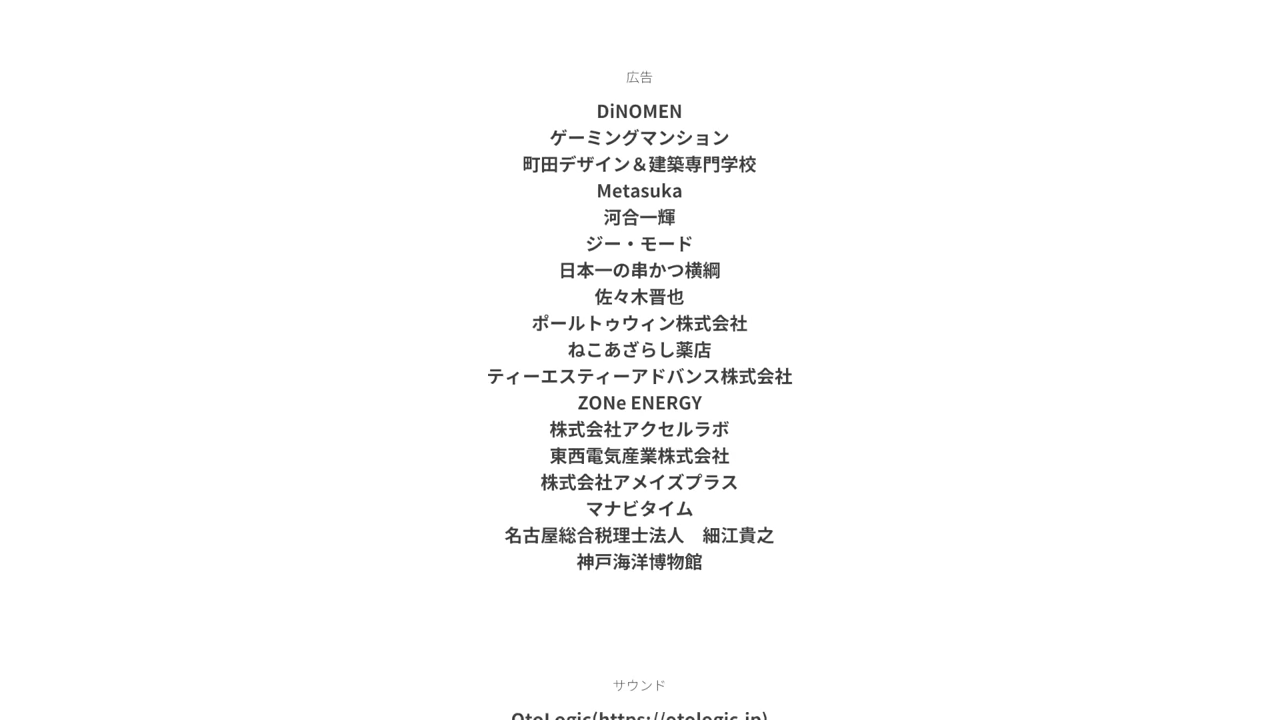 広告
DiNOMEN
ゲーミングマンション
町田デザイン＆建築専門学校
Metasuka
河合一輝
ジー・モード
日本一の串かつ横綱
佐々木晋也
ポールトゥウィン株式会社
ねこあざらし薬店
ティーエスティーアドバンス株式会社
ZONe ENERGY
株式会社アクセルラボ
東西電気産業株式会社
株式会社アメイズプラス
マナビタイム
名古屋総合税理士法人　細江貴之
神戸海洋博物館
サウンド
OtoLogic(https://otologic.jp)